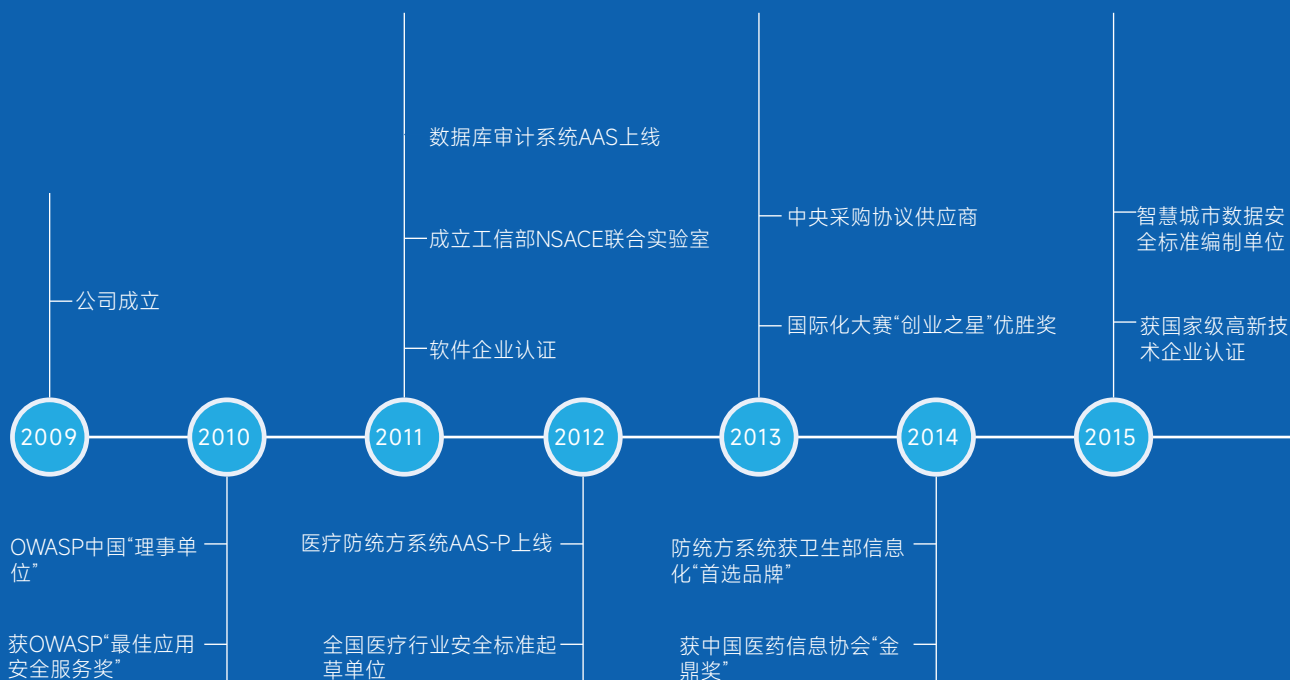 数据库审计系统AAS上线
成立工信部NSACE联合实验室
软件企业认证
公司成立
中央采购协议供应商
国际化大赛“创业之星”优胜奖
智慧城市数据安
全标准编制单位
获国家级高新技
术企业认证
2009
2010
2011
2012
2013
2014
2015
OWASP中国“理事单
位”
获OWASP“最佳应用
安全服务奖”
医疗防统方系统AAS-P上线
全国医疗行业安全标准起
草单位
防统方系统获卫生部信息
化“首选品牌”
获中国医药信息协会“金
鼎奖”